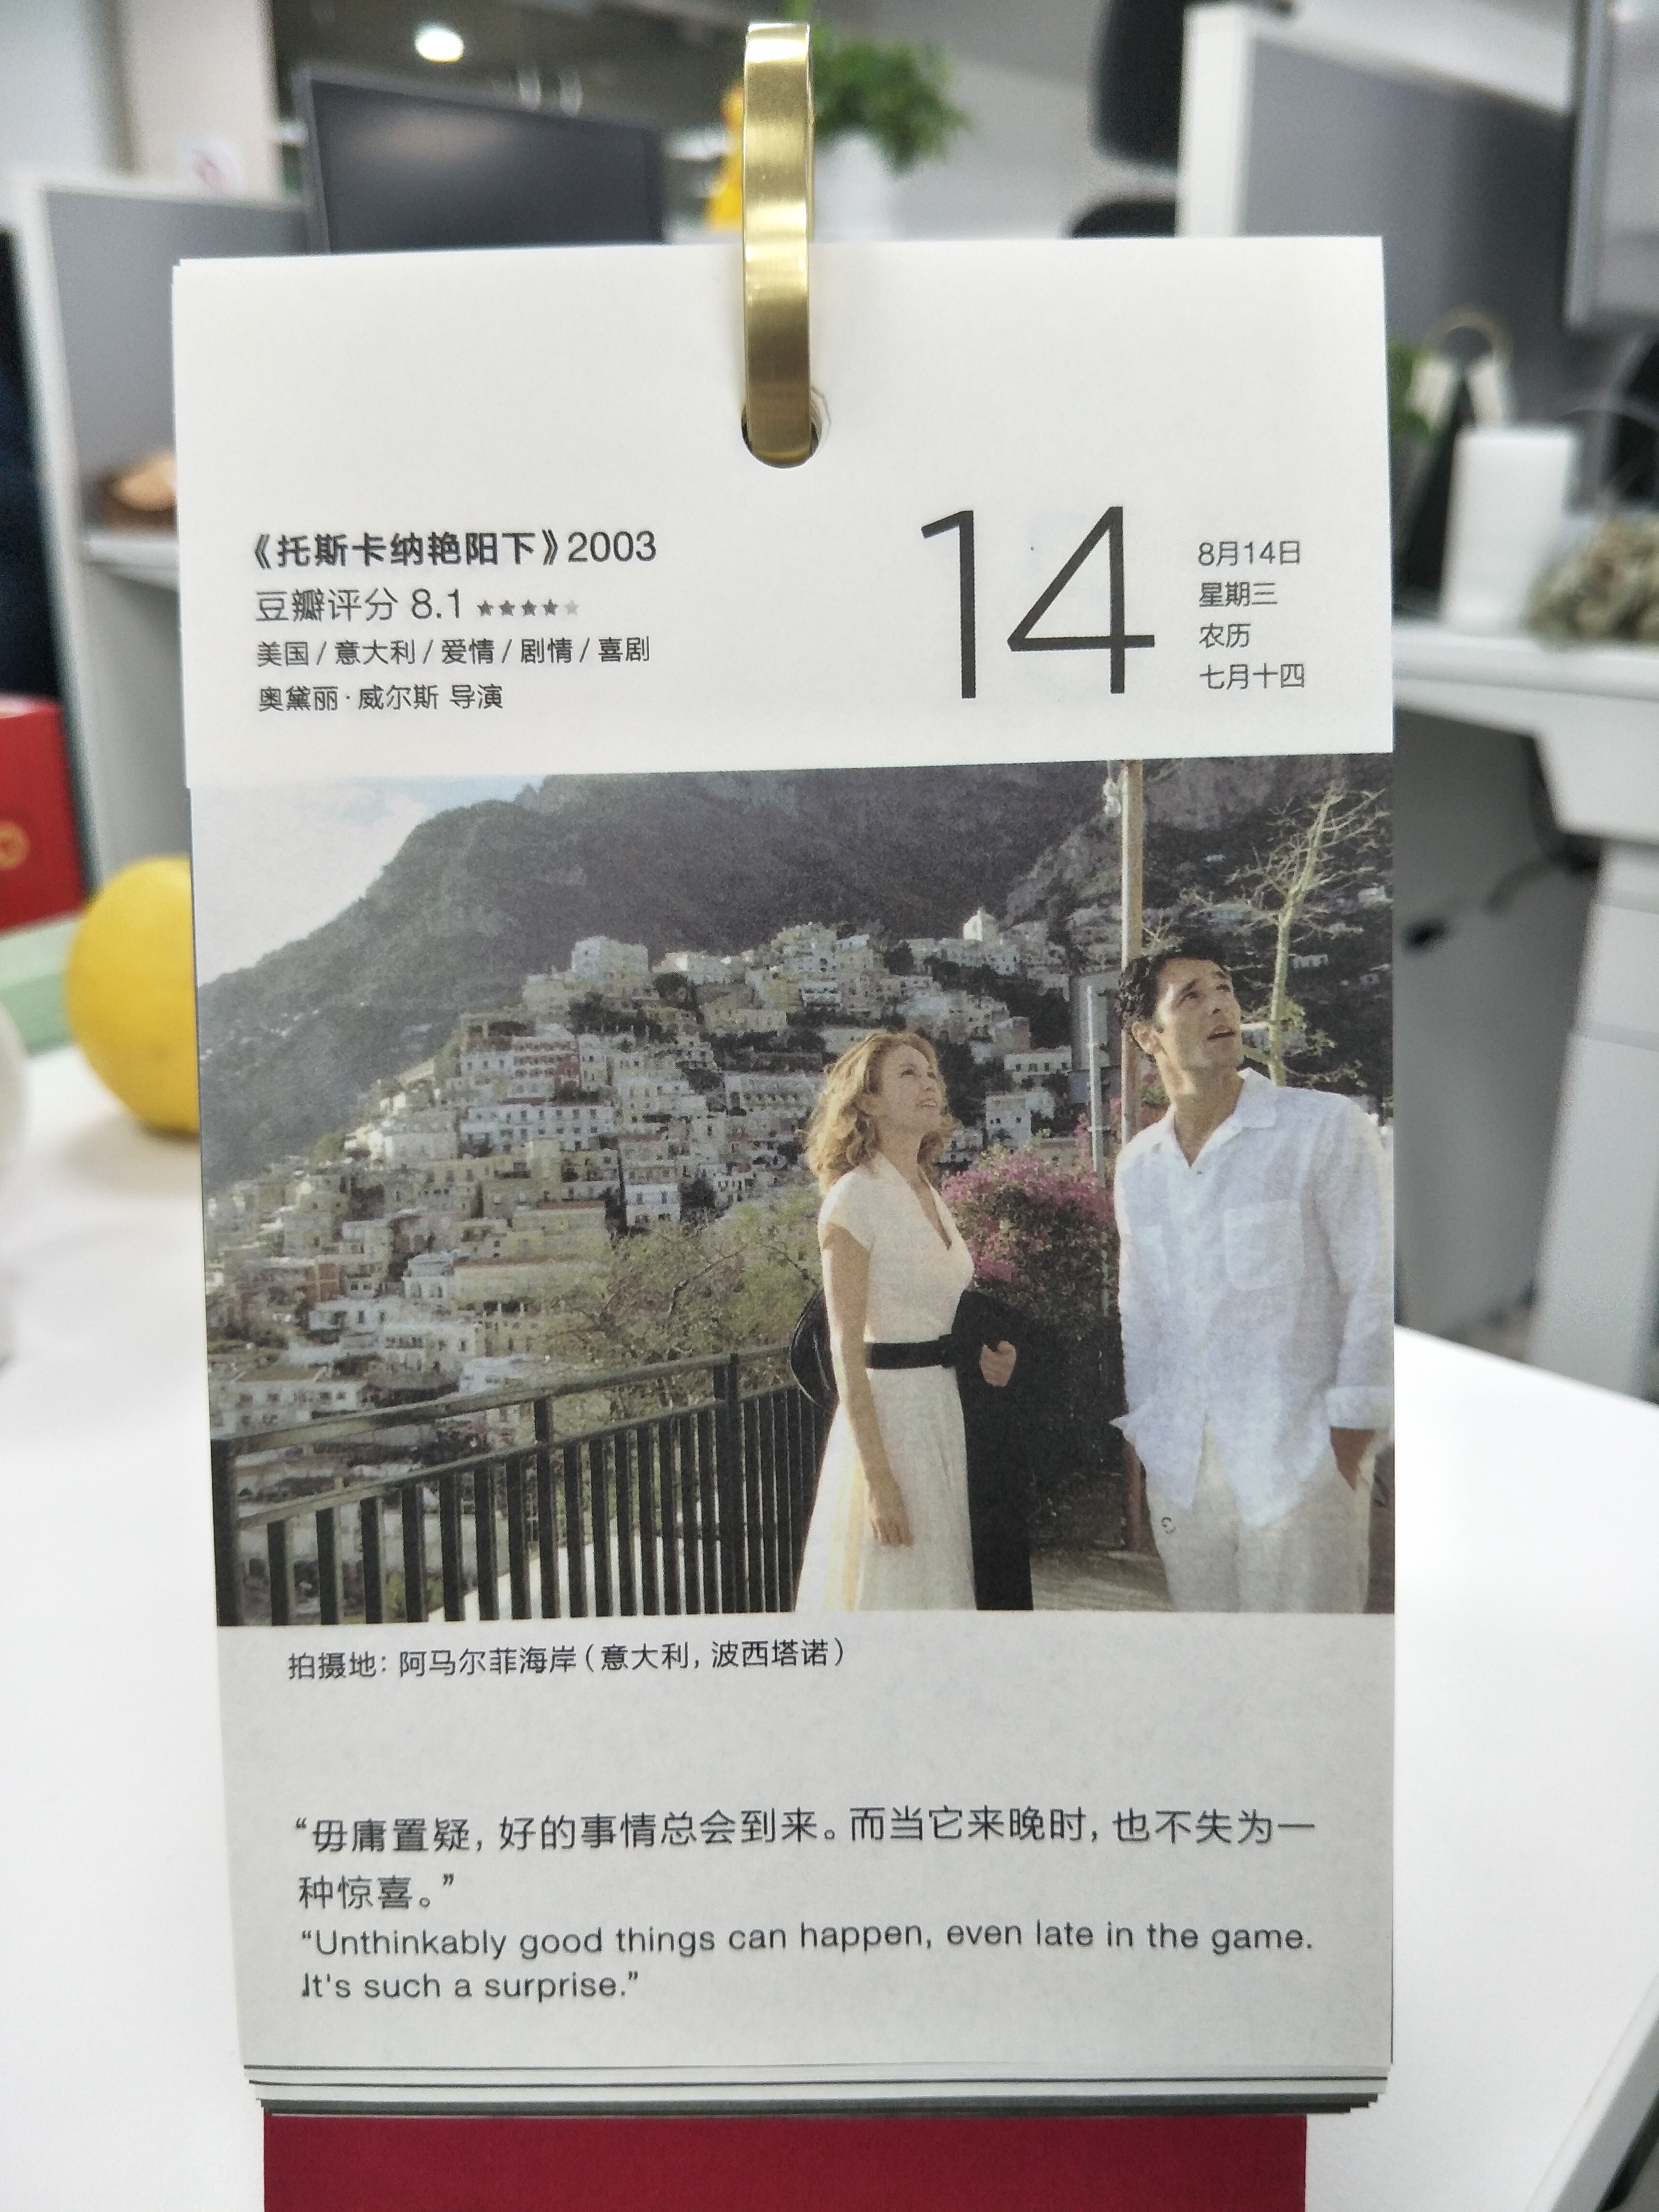 《托斯卡纳艳阳下》2003
豆瓣评分 8.1 ★★★★★
美国 / 意大利 / 爱情 / 剧情 / 喜剧
奥黛丽·威尔斯 导演
14
8月14日
星期三
农历
七月十四
拍摄地：阿马尔菲海岸（意大利，波西塔诺）
“毋庸置疑，好的事情总会到来。而当它来晚时，也不失为一
种惊喜。”
“Unthinkably good things can happen, even late in the game.
It's such a surprise.”